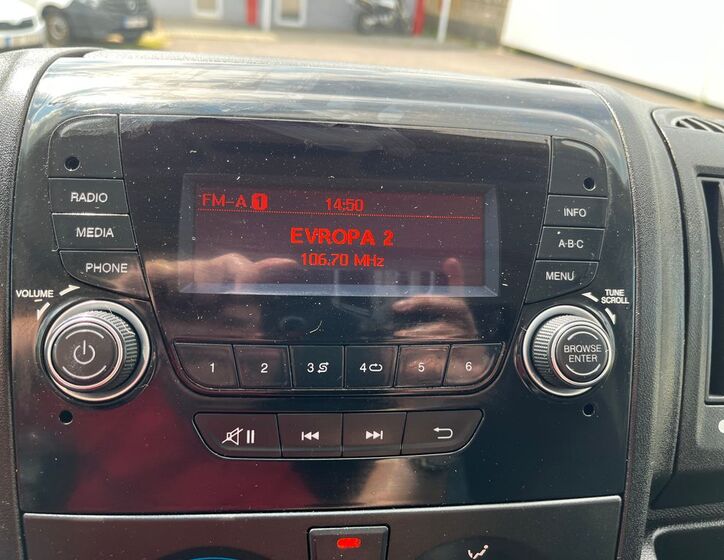 FM-A 1 14:50
EVROPA 2
106.70 MHz
RADIO
MEDIA
PHONE
INFO
A-B-C
MENU
VOLUME
- +
TUNE
SCROLL
- +
BROWSE
ENTER
1 2 3 4 5 6